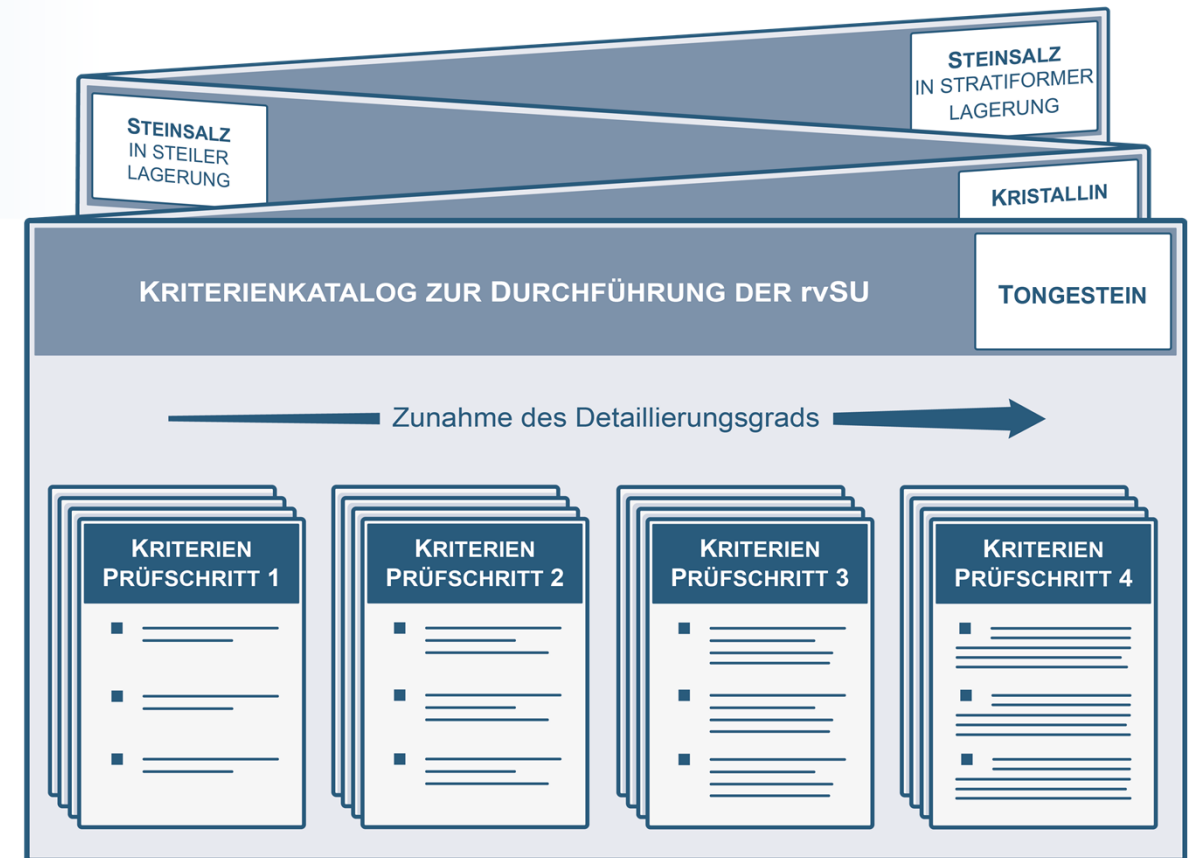 STEINSALZ
IN STRATIFORMER
LAGERUNG
STEINSALZ
IN STEILER
LAGERUNG
KRISTALLIN
KRITERIENKATALOG ZUR DURCHFÜHRUNG DER rvSU
TONGESTEIN
Zunahme des Detaillierungsgrads
KRITERIEN
PRÜFSCHRITT 1
KRITERIEN
PRÜFSCHRITT 2
KRITERIEN
PRÜFSCHRITT 3
KRITERIEN
PRÜFSCHRITT 4